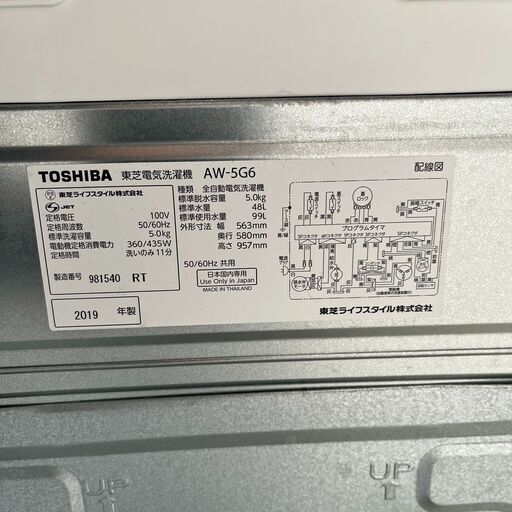 TOSHIBA 東芝電気洗濯機 AW-5G6
東芝ライフスタイル株式会社
JET
定格電圧 100V
定格周波数 50/60Hz
標準洗濯容量 5.0kg
電動機定格消費電力 360/435W
定格時間 洗いのみ 11分
製造番号 981540 RT
2019 年製
種類 全自動電気洗濯機
標準脱水容量 5.0kg
標準水量 48L
標準使用水量 99L
外形寸法 幅 563mm
奥行 580mm
高さ 957mm
50/60Hz 共用
日本国内専用
Use Only in Japan
MADE IN THAILAND
配線図
ロック
プログラムタイマ
東芝ライフスタイル株式会社
UP
UP